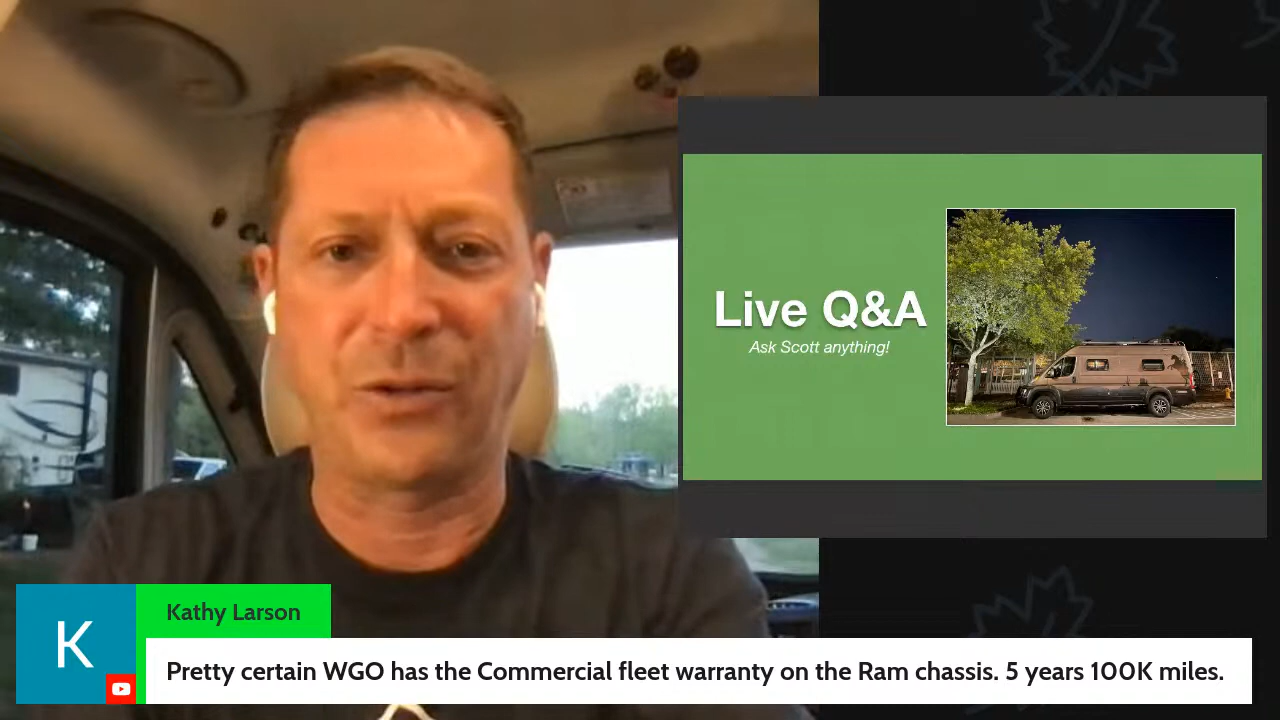 Live Q&A
Ask Scott anything!
Kathy Larson
K
Pretty certain WGO has the Commercial fleet warranty on the Ram chassis. 5 years 100K miles.